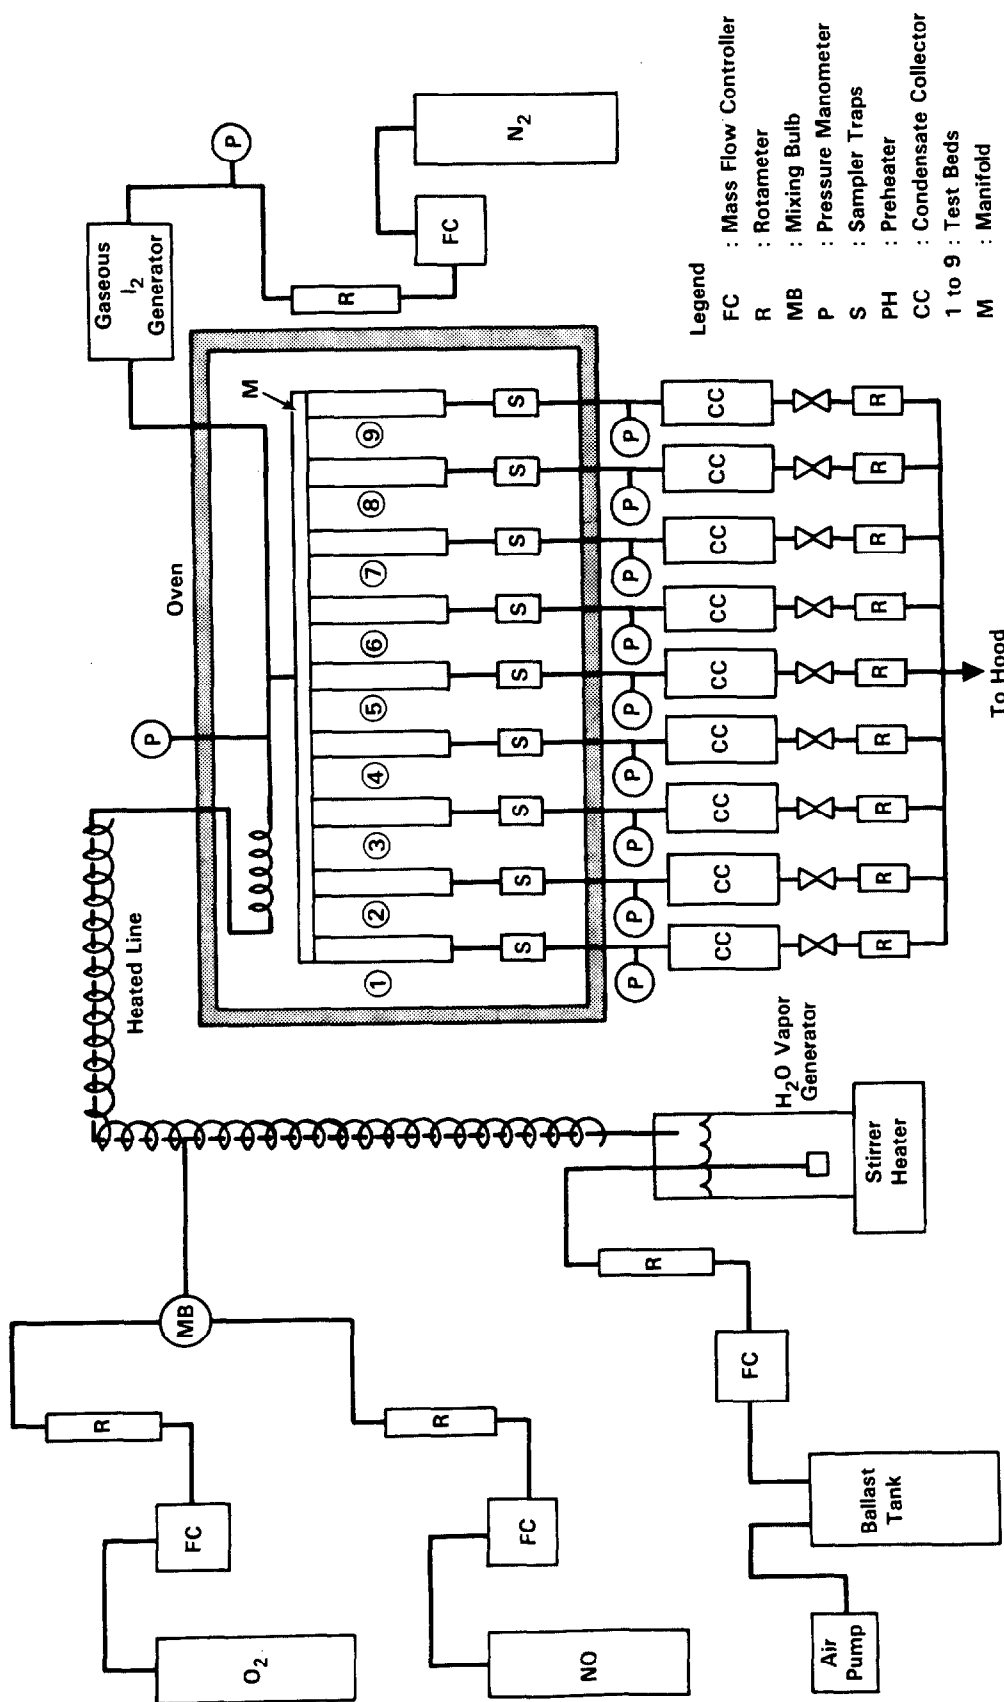 O2
FC
R
MB
NO
FC
R
Air
Pump
Ballast
Tank
FC
R
H2O Vapor
Generator
Stirrer
Heater
Heated Line
P
Oven
M
1
2
3
4
5
6
7
8
9
S
S
S
S
S
S
S
S
S
P
P
P
P
P
P
P
P
P
CC
CC
CC
CC
CC
CC
CC
CC
CC
R
R
R
R
R
R
R
R
R
To Hood
Gaseous
I2
Generator
P
R
FC
N2
Legend
FC : Mass Flow Controller
R : Rotameter
MB : Mixing Bulb
P : Pressure Manometer
S : Sampler Traps
PH : Preheater
CC : Condensate Collector
1 to 9 : Test Beds
M : Manifold